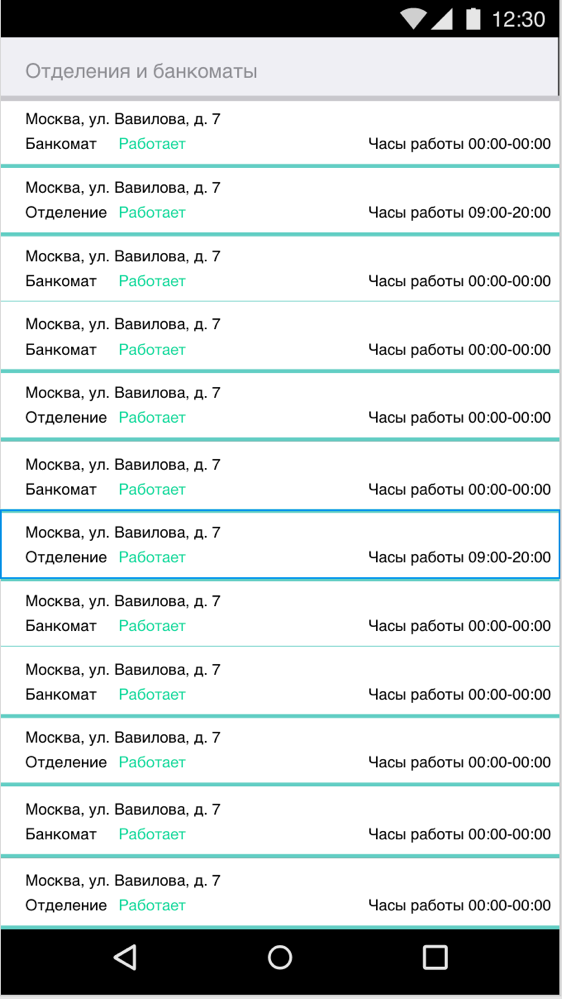 12:30
Отделения и банкоматы
Москва, ул. Вавилова, д. 7
Банкомат Работает Часы работы 00:00-00:00
Москва, ул. Вавилова, д. 7
Отделение Работает Часы работы 09:00-20:00
Москва, ул. Вавилова, д. 7
Банкомат Работает Часы работы 00:00-00:00
Москва, ул. Вавилова, д. 7
Банкомат Работает Часы работы 00:00-00:00
Москва, ул. Вавилова, д. 7
Отделение Работает Часы работы 00:00-00:00
Москва, ул. Вавилова, д. 7
Банкомат Работает Часы работы 00:00-00:00
Москва, ул. Вавилова, д. 7
Отделение Работает Часы работы 09:00-20:00
Москва, ул. Вавилова, д. 7
Банкомат Работает Часы работы 00:00-00:00
Москва, ул. Вавилова, д. 7
Банкомат Работает Часы работы 00:00-00:00
Москва, ул. Вавилова, д. 7
Отделение Работает Часы работы 00:00-00:00
Москва, ул. Вавилова, д. 7
Банкомат Работает Часы работы 00:00-00:00
Москва, ул. Вавилова, д. 7
Отделение Работает Часы работы 00:00-00:00